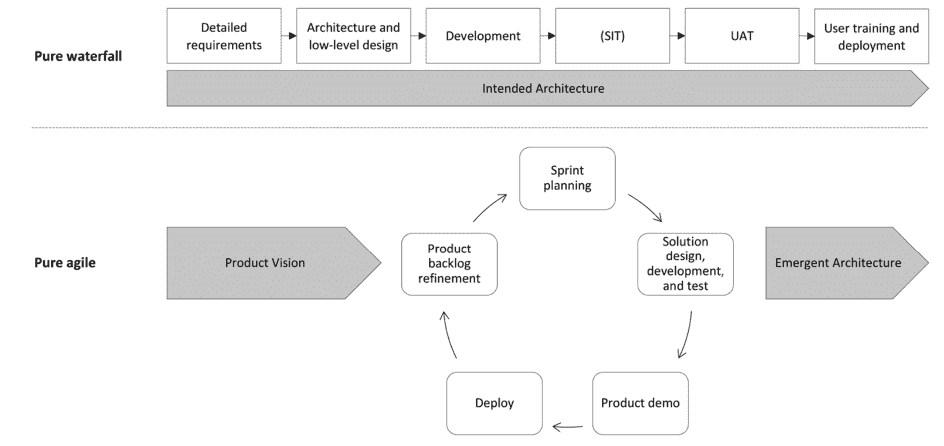 Pure waterfall
Detailed
requirements
Architecture and
low-level design
Development
(SIT)
UAT
User training and
deployment
Intended Architecture
Pure agile
Product Vision
Sprint
planning
Product
backlog
refinement
Solution
design,
development,
and test
Emergent Architecture
Deploy
Product demo